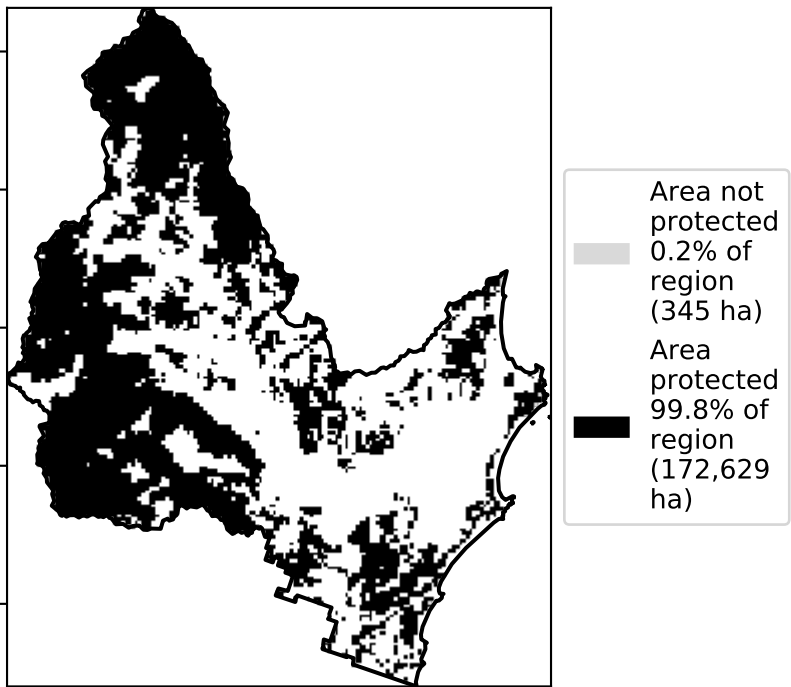 Area not
protected
0.2% of
region
(345 ha)
Area
protected
99.8% of
region
(172,629
ha)